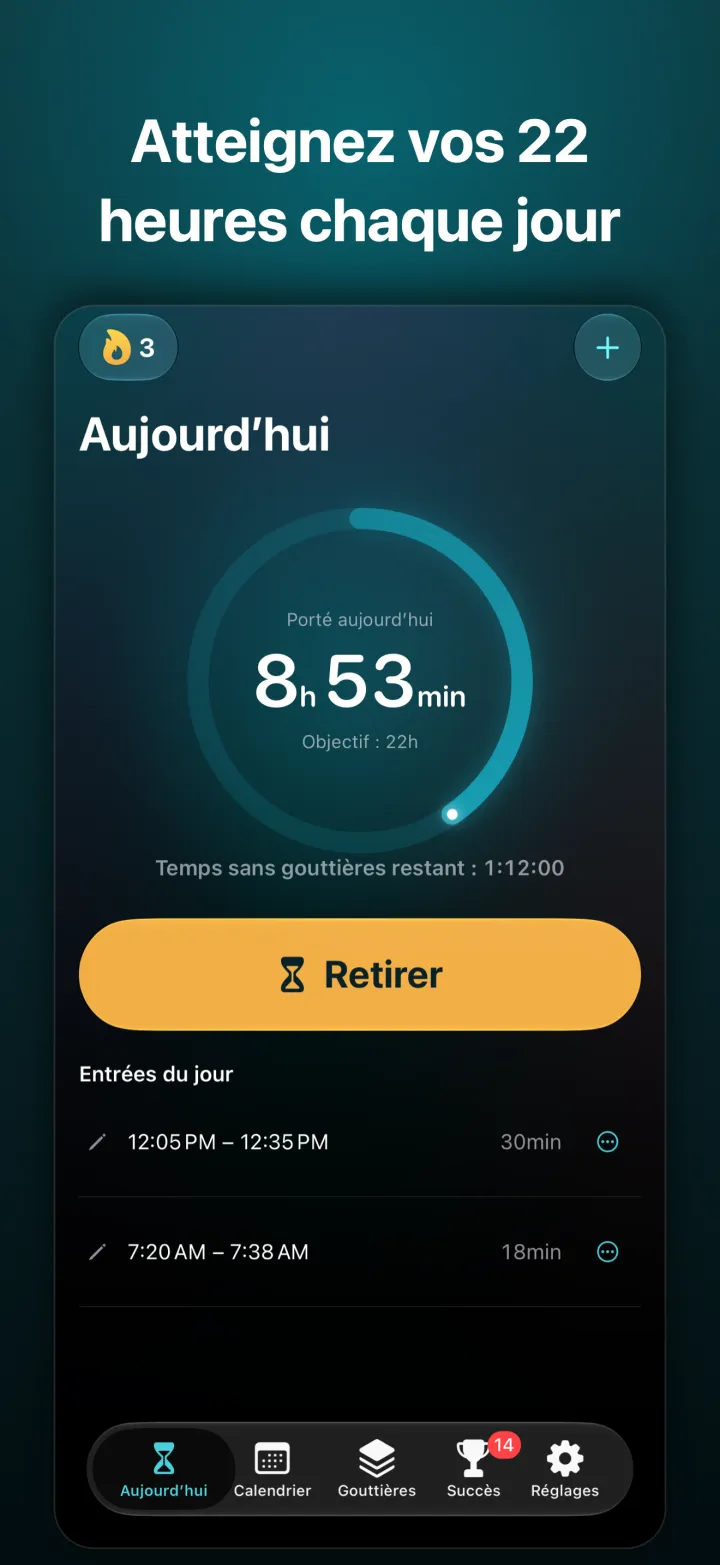 Atteignez vos 22
heures chaque jour
3
Aujourd’hui
Porté aujourd’hui
8h 53min
Objectif : 22h
Temps sans gouttières restant : 1:12:00
Retirer
Entrées du jour
12:05 PM – 12:35 PM 30min
7:20 AM – 7:38 AM 18min
14
Aujourd’hui Calendrier Gouttières Succès Réglages